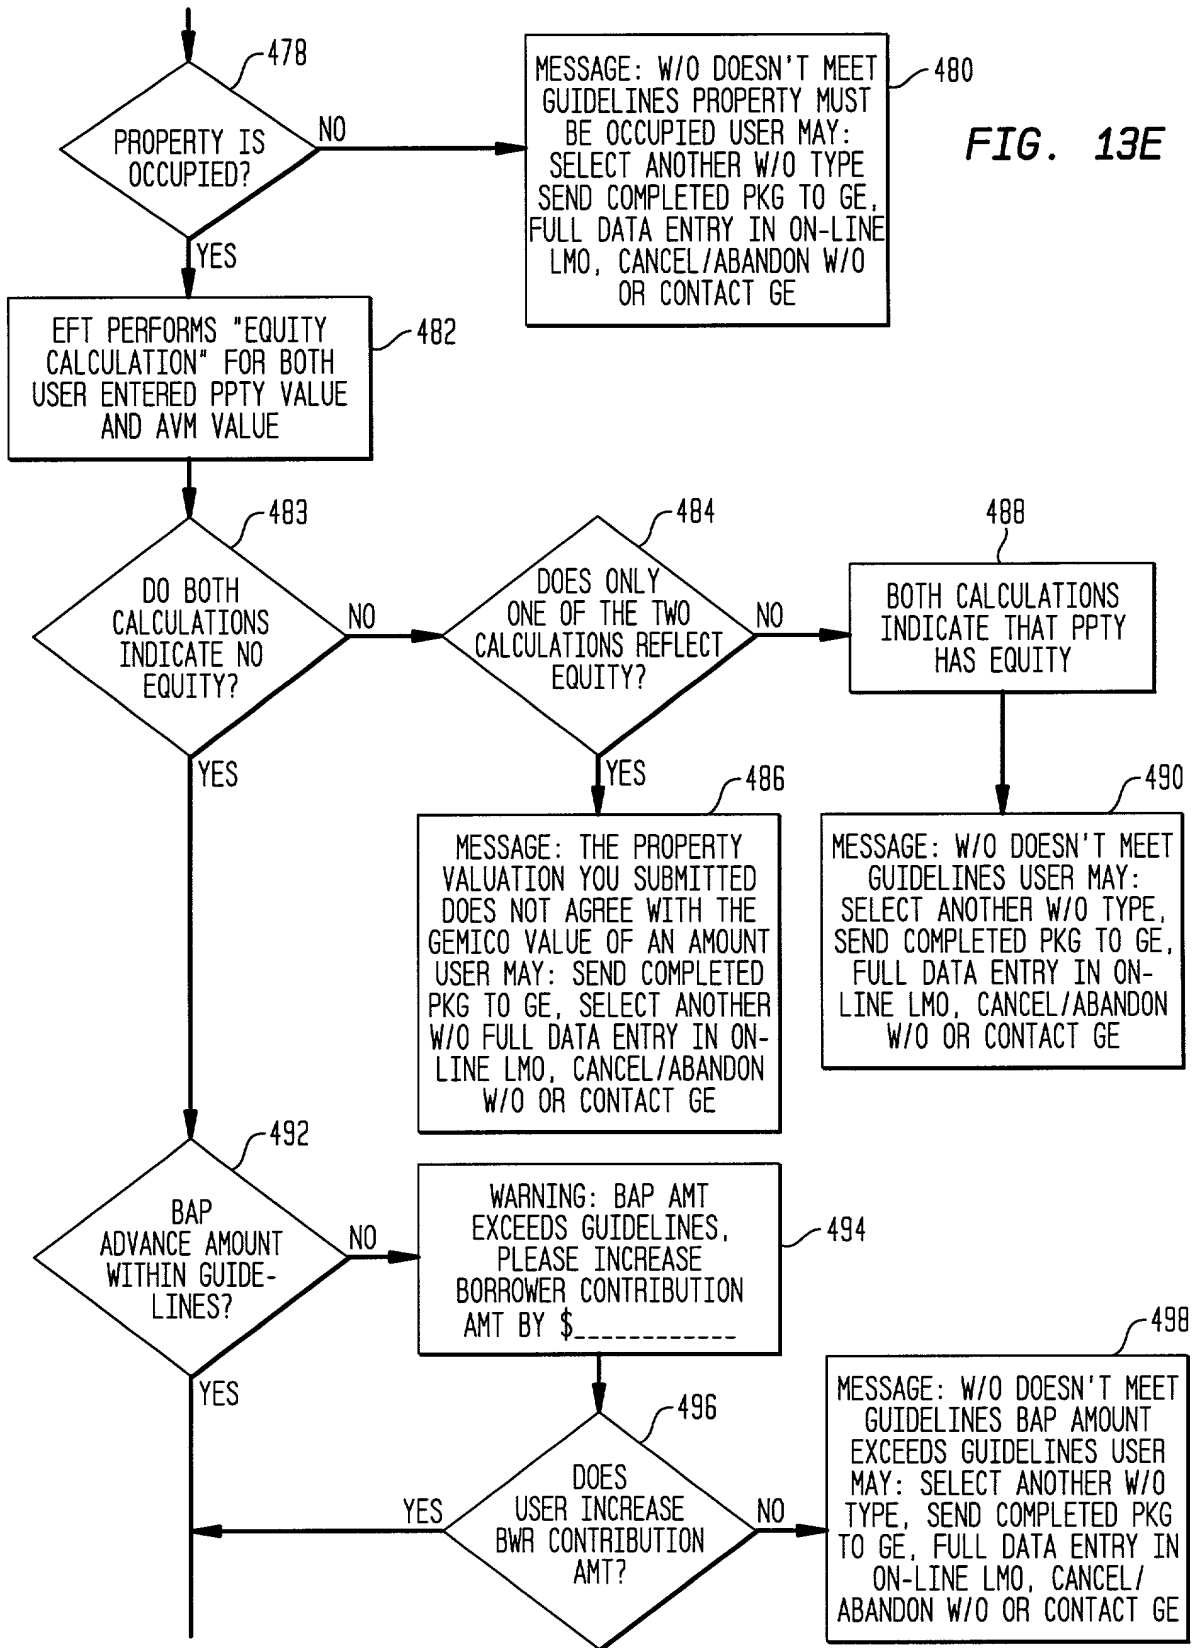 478
PROPERTY IS
OCCUPIED?
NO
YES
MESSAGE: W/O DOESN'T MEET
GUIDELINES PROPERTY MUST
BE OCCUPIED USER MAY:
SELECT ANOTHER W/O TYPE
SEND COMPLETED PKG TO GE,
FULL DATA ENTRY IN ON-LINE
LMO, CANCEL/ABANDON W/O
OR CONTACT GE
480
FIG. 13E
EFT PERFORMS "EQUITY
CALCULATION" FOR BOTH
USER ENTERED PPTY VALUE
AND AVM VALUE
482
483
DO BOTH
CALCULATIONS
INDICATE NO
EQUITY?
NO
YES
484
DOES ONLY
ONE OF THE TWO
CALCULATIONS REFLECT
EQUITY?
NO
YES
488
BOTH CALCULATIONS
INDICATE THAT PPTY
HAS EQUITY
486
MESSAGE: THE PROPERTY
VALUATION YOU SUBMITTED
DOES NOT AGREE WITH THE
GEMICO VALUE OF AN AMOUNT
USER MAY: SEND COMPLETED
PKG TO GE, SELECT ANOTHER
W/O FULL DATA ENTRY IN ON-
LINE LMO, CANCEL/ABANDON
W/O OR CONTACT GE
490
MESSAGE: W/O DOESN'T MEET
GUIDELINES USER MAY:
SELECT ANOTHER W/O TYPE,
SEND COMPLETED PKG TO GE,
FULL DATA ENTRY IN ON-
LINE LMO, CANCEL/ABANDON
W/O OR CONTACT GE
492
BAP
ADVANCE AMOUNT
WITHIN GUIDE-
LINES?
NO
YES
WARNING: BAP AMT
EXCEEDS GUIDELINES,
PLEASE INCREASE
BORROWER CONTRIBUTION
AMT BY $____________
494
496
DOES
USER INCREASE
BWR CONTRIBUTION
AMT?
YES
NO
498
MESSAGE: W/O DOESN'T MEET
GUIDELINES BAP AMOUNT
EXCEEDS GUIDELINES USER
MAY: SELECT ANOTHER W/O
TYPE, SEND COMPLETED PKG
TO GE, FULL DATA ENTRY IN
ON-LINE LMO, CANCEL/
ABANDON W/O OR CONTACT GE